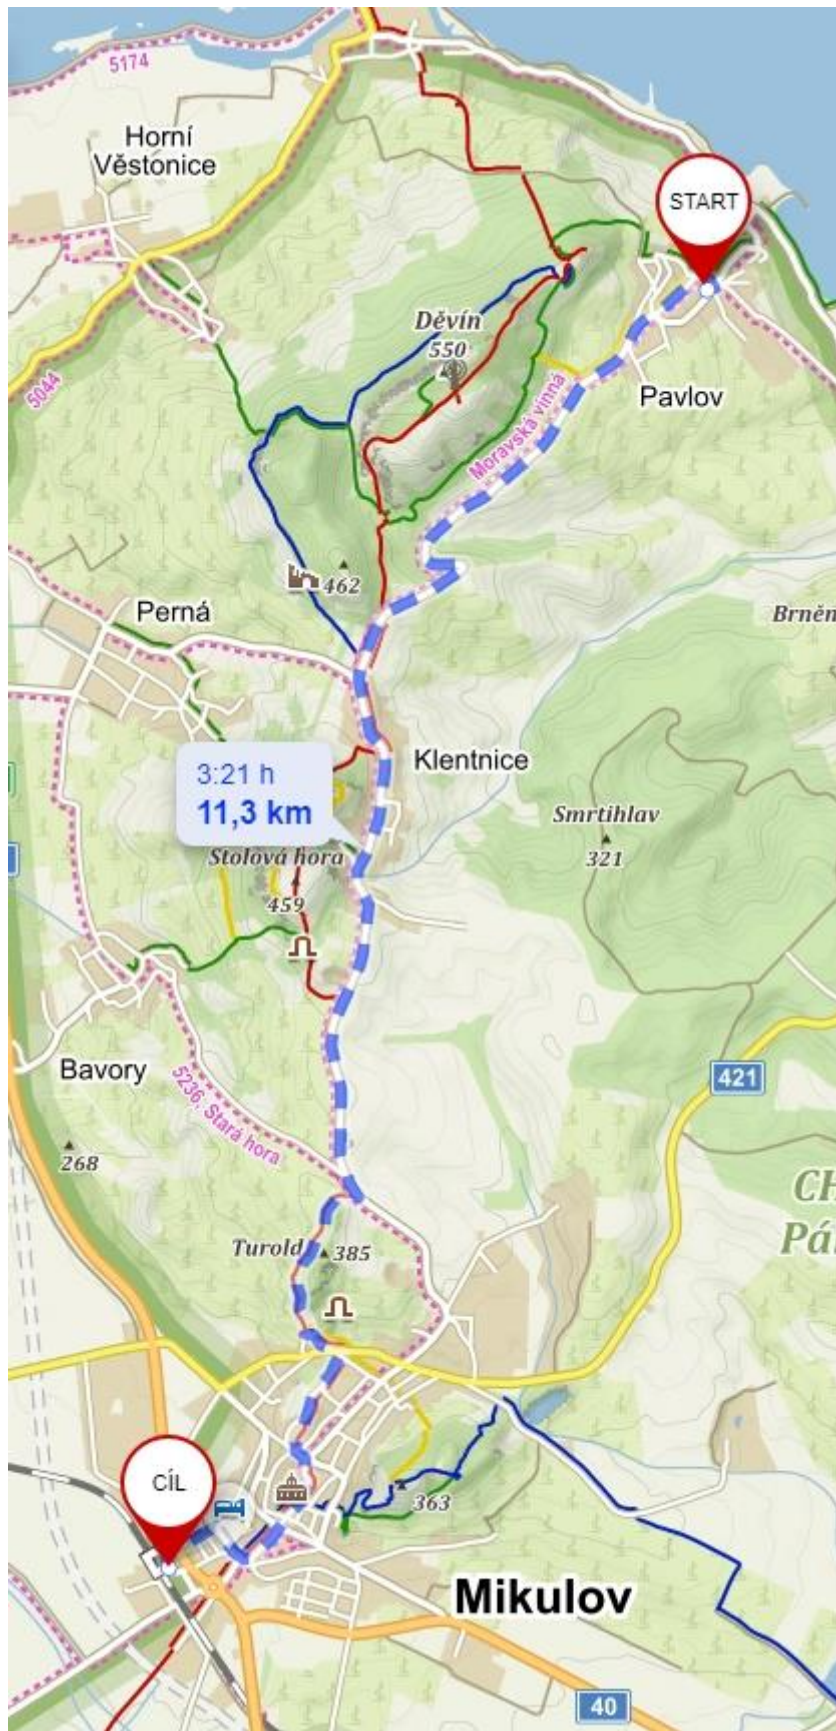 5174
Horní
Věstonice
START
Děvín
550
5044
Moravská vinná
Pavlov
462
Perná
Brněn
Klentnice
3:21 h
11,3 km
Smrtihlav
321
Stolová hora
459
Bavory
421
5236, Stará hora
268
CH
Pá
Turold
385
CÍL
363
Mikulov
40